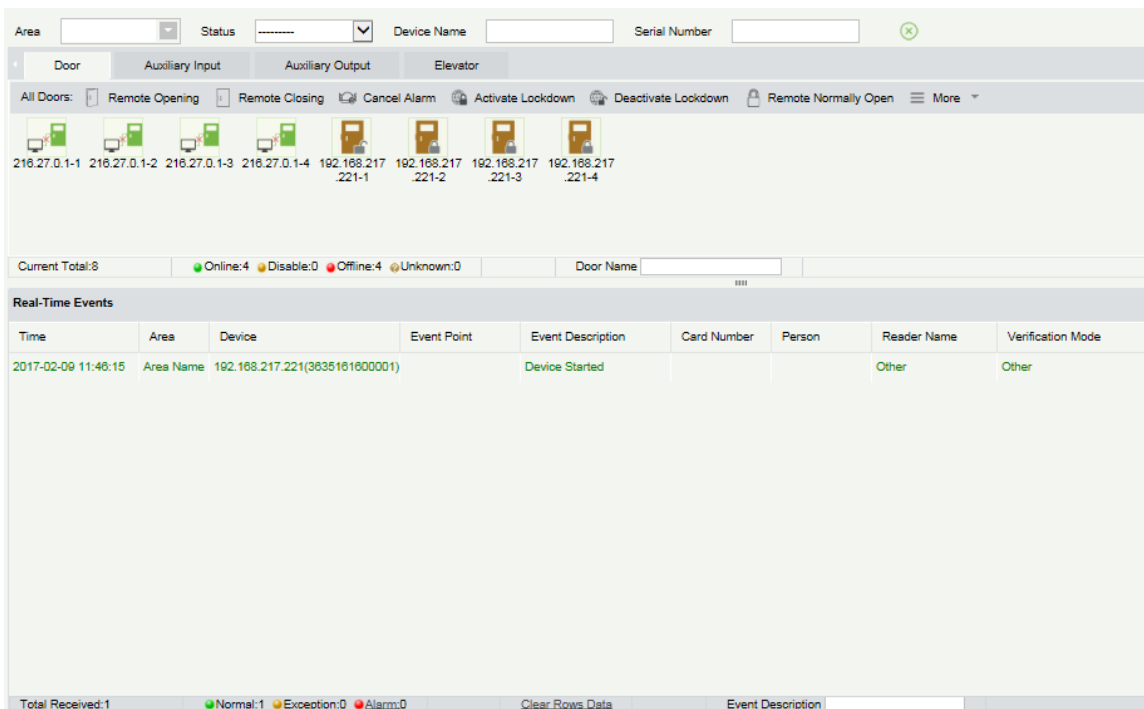 Area Status --------- Device Name Serial Number
Door Auxiliary Input Auxiliary Output Elevator
All Doors: Remote Opening Remote Closing Cancel Alarm Activate Lockdown Deactivate Lockdown Remote Normally Open More
216.27.0.1-1 216.27.0.1-2 216.27.0.1-3 216.27.0.1-4 192.168.217 192.168.217 192.168.217 192.168.217
.221-1 .221-2 .221-3 .221-4
Current Total:8 Online:4 Disable:0 Offline:4 Unknown:0 Door Name
Real-Time Events
Time Area Device Event Point Event Description Card Number Person Reader Name Verification Mode
2017-02-09 11:46:15 Area Name 192.168.217.221(3635161600001) Device Started Other Other
Total Received:1 Normal:1 Exception:0 Alarm:0 Clear Rows Data Event Description